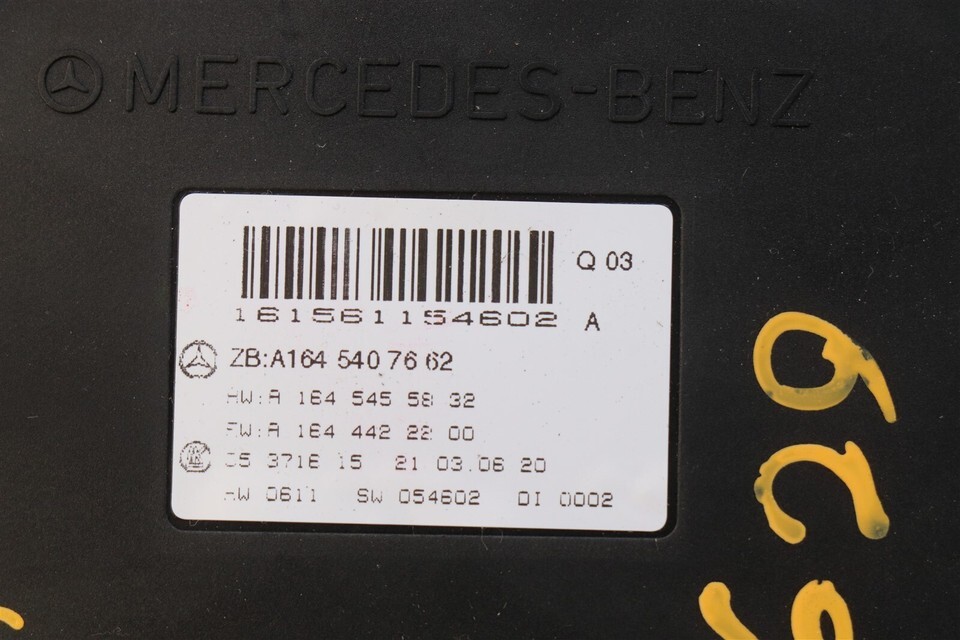 MERCEDES-BENZ
Q 03
161561154602 A
ZB:A164 540 76 62
HW:A 164 545 58 32
FW:A 164 442 22 00
05 3716 15 21 03.06 20
HW 0611 SW 054602 DI 0002